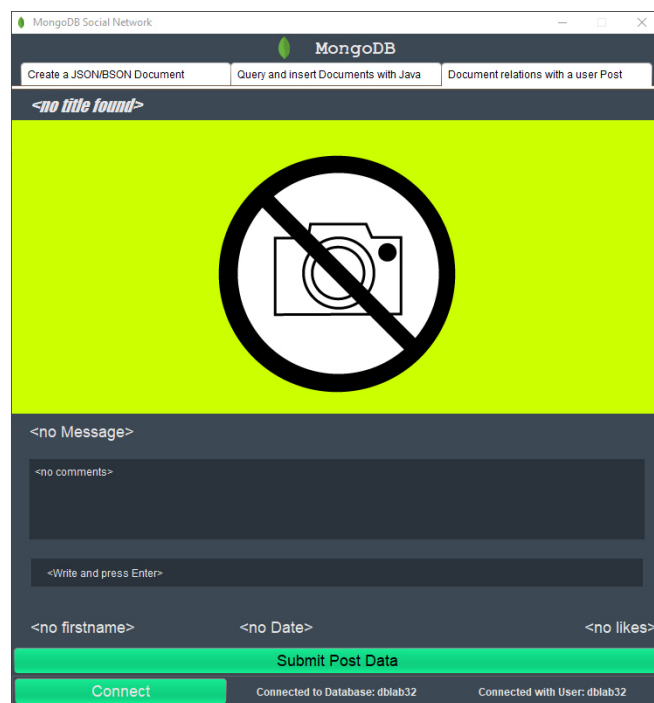 MongoDB Social Network
MongoDB
Create a JSON/BSON Document Query and insert Documents with Java Document relations with a user Post
<no title found>
<no Message>
<no comments>
<Write and press Enter>
<no firstname> <no Date> <no likes>
Submit Post Data
Connect Connected to Database: dblab32 Connected with User: dblab32